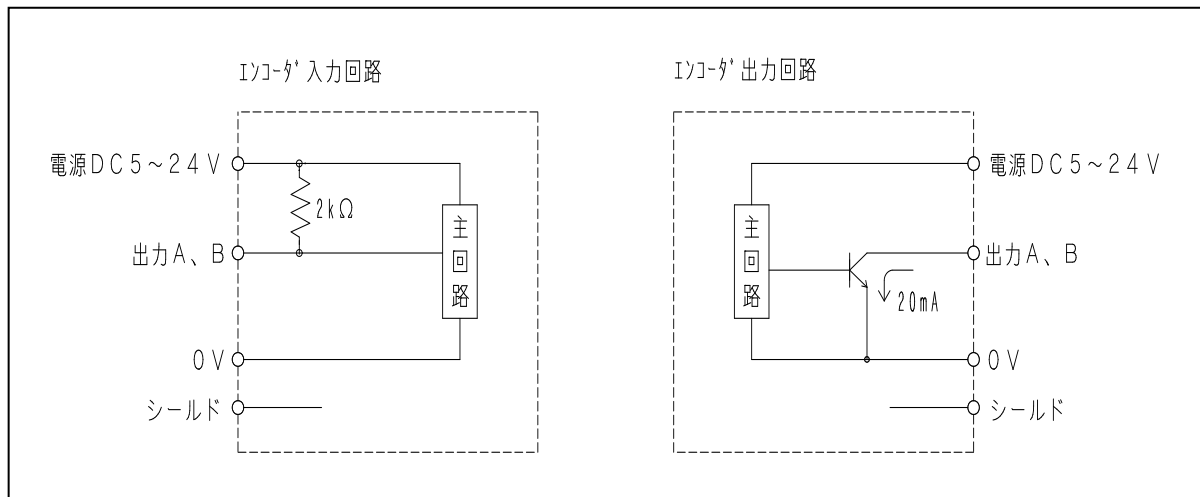 ｴﾝｺｰﾀﾞ入力回路
電源DC5~24V
2kΩ
出力A、B
主回路
0V
シールド
ｴﾝｺｰﾀﾞ出力回路
電源DC5~24V
主回路
出力A、B
20mA
0V
シールド